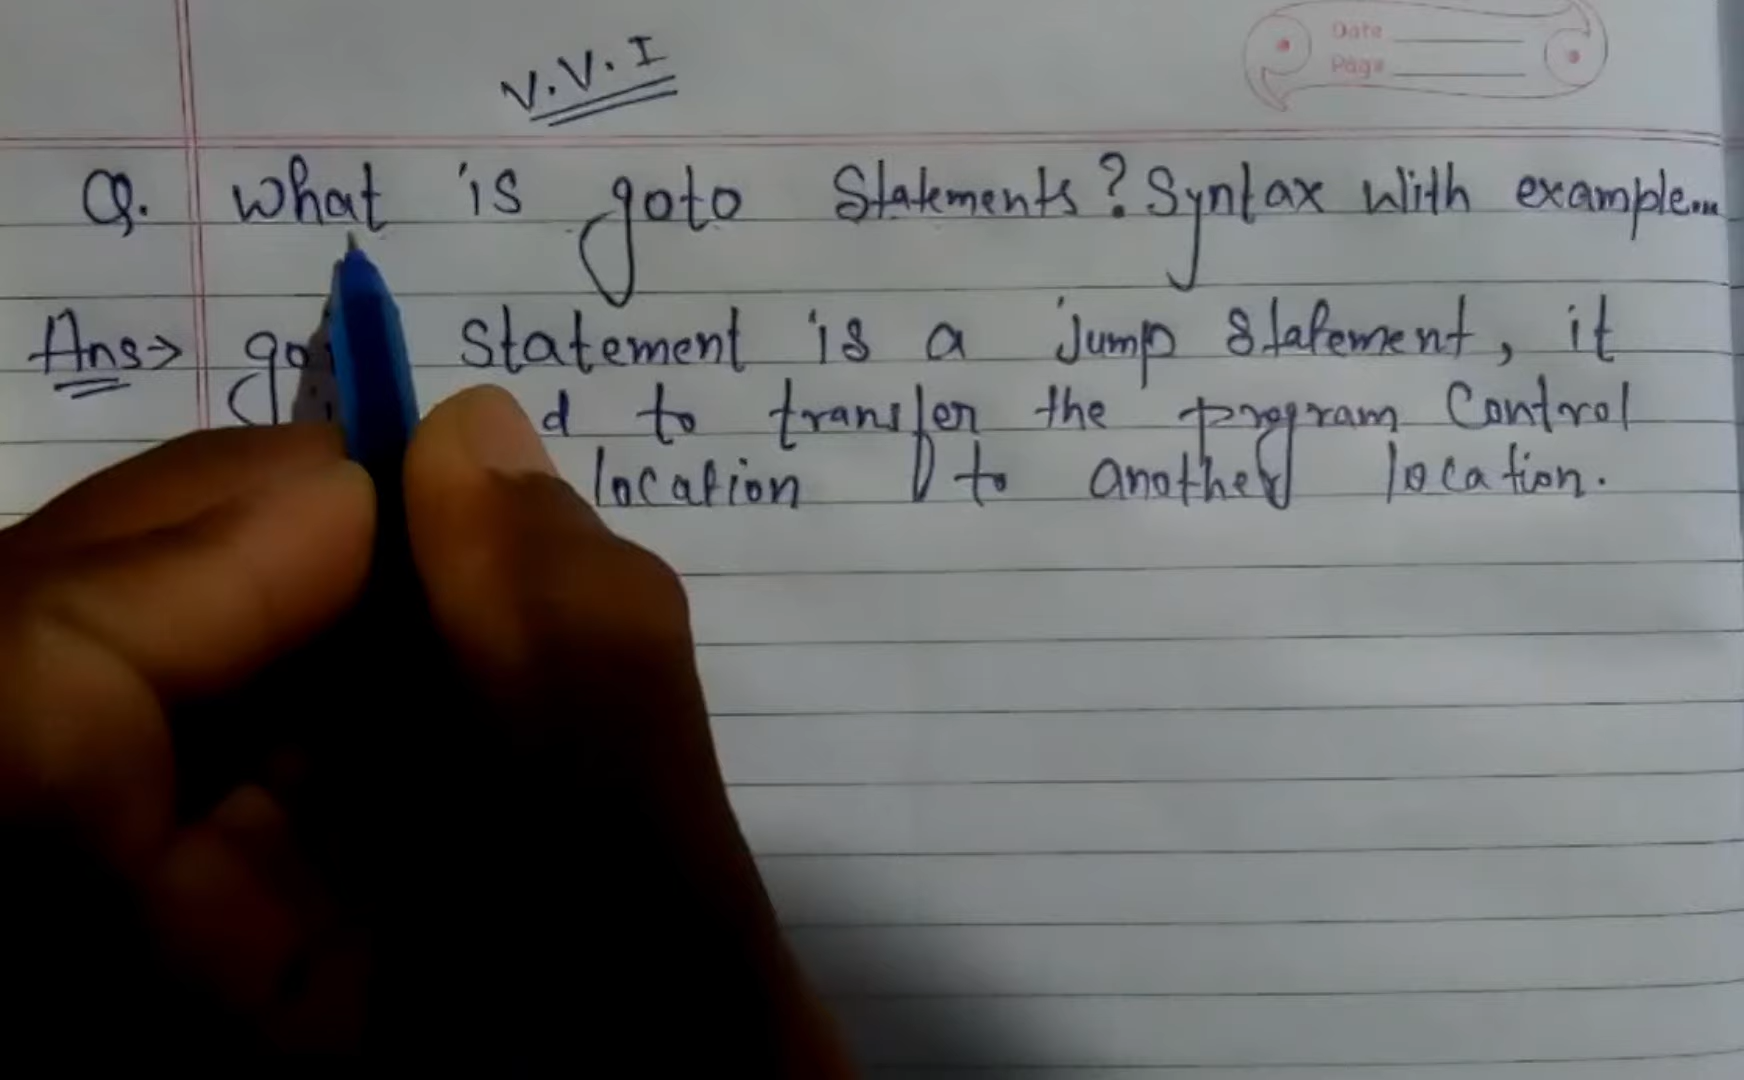 Date
Page
V.V.I
Q. What is goto Statements? Syntax with example...
Ans→ statement is a jump statement, it
to transfer the program Control
location to another location.